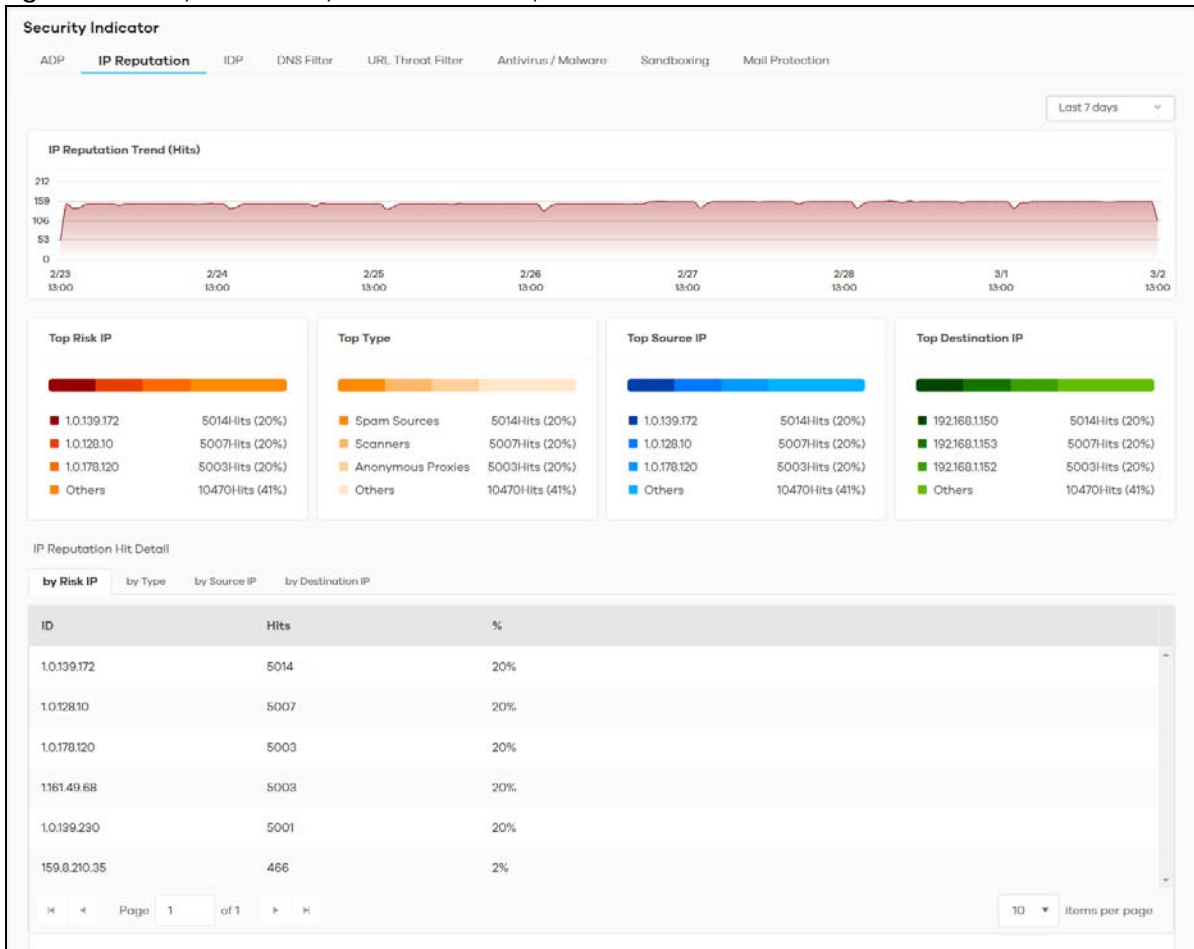 Security Indicator
ADP IP Reputation IDP DNS Filter URL Threat Filter Antivirus / Malware Sandboxing Mail Protection
Last 7 days
IP Reputation Trend (Hits)
212
159
106
53
0
2/23 2/24 2/25 2/26 2/27 2/28 3/1 3/2
13:00 13:00 13:00 13:00 13:00 13:00 13:00 13:00
Top Risk IP Top Type Top Source IP Top Destination IP
1.0.139.172 5014Hits (20%) Spam Sources 5014Hits (20%) 1.0.139.172 5014Hits (20%) 192.168.1.150 5014Hits (20%)
1.0.128.10 5007Hits (20%) Scanners 5007Hits (20%) 1.0.128.10 5007Hits (20%) 192.168.1.153 5007Hits (20%)
1.0.178.120 5003Hits (20%) Anonymous Proxies 5003Hits (20%) 1.0.178.120 5003Hits (20%) 192.168.1.152 5003Hits (20%)
Others 10470Hits (41%) Others 10470Hits (41%) Others 10470Hits (41%) Others 10470Hits (41%)
IP Reputation Hit Detail
by Risk IP by Type by Source IP by Destination IP
ID Hits %
1.0.139.172 5014 20%
1.0.128.10 5007 20%
1.0.178.120 5003 20%
1.161.49.68 5003 20%
1.0.139.230 5001 20%
159.8.210.35 466 2%
Page 1 of 1 10 items per page